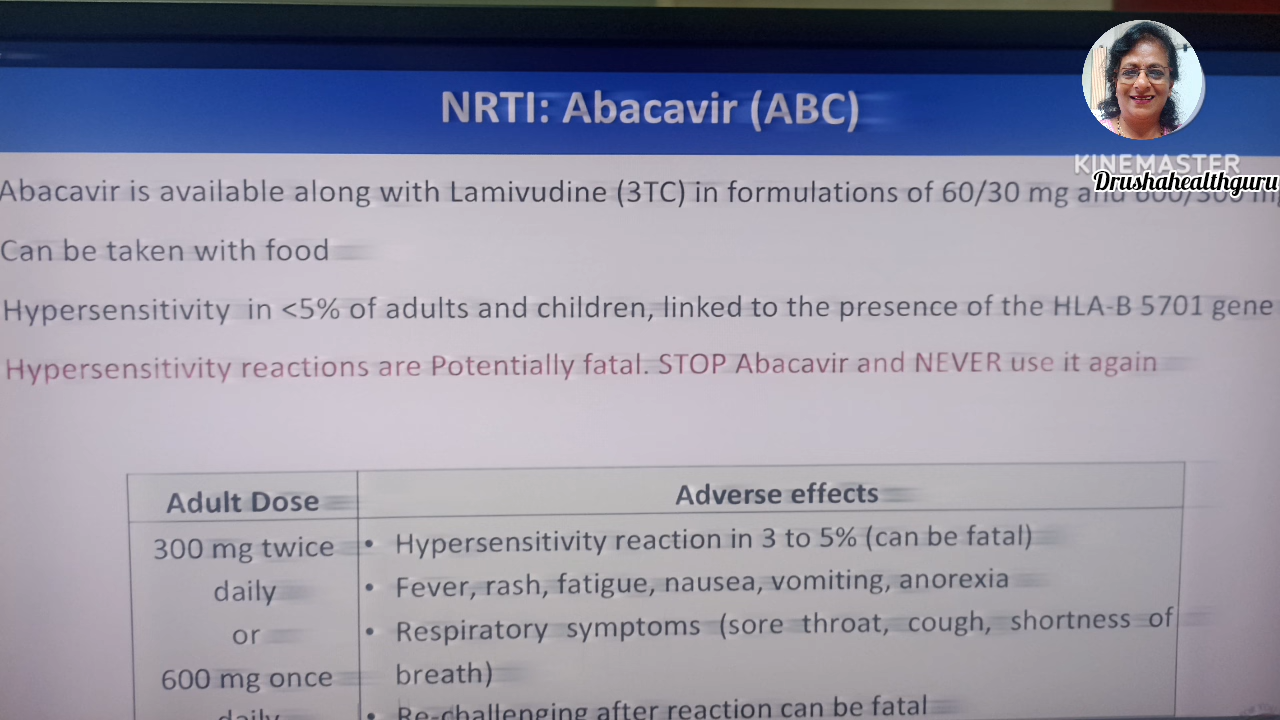 NRTI: Abacavir (ABC)
KINEMASTER
Drushahealthguru
Abacavir is available along with Lamivudine (3TC) in formulations of 60/30 mg and
Can be taken with food
Hypersensitivity in <5% of adults and children, linked to the presence of the HLA-B 5701 gene
Hypersensitivity reactions are Potentially fatal. STOP Abacavir and NEVER use it again
Adult Dose
Adverse effects
300 mg twice
daily
or
600 mg once
daily
• Hypersensitivity reaction in 3 to 5% (can be fatal)
• Fever, rash, fatigue, nausea, vomiting, anorexia
• Respiratory symptoms (sore throat, cough, shortness of
breath)
• Re-challenging after reaction can be fatal